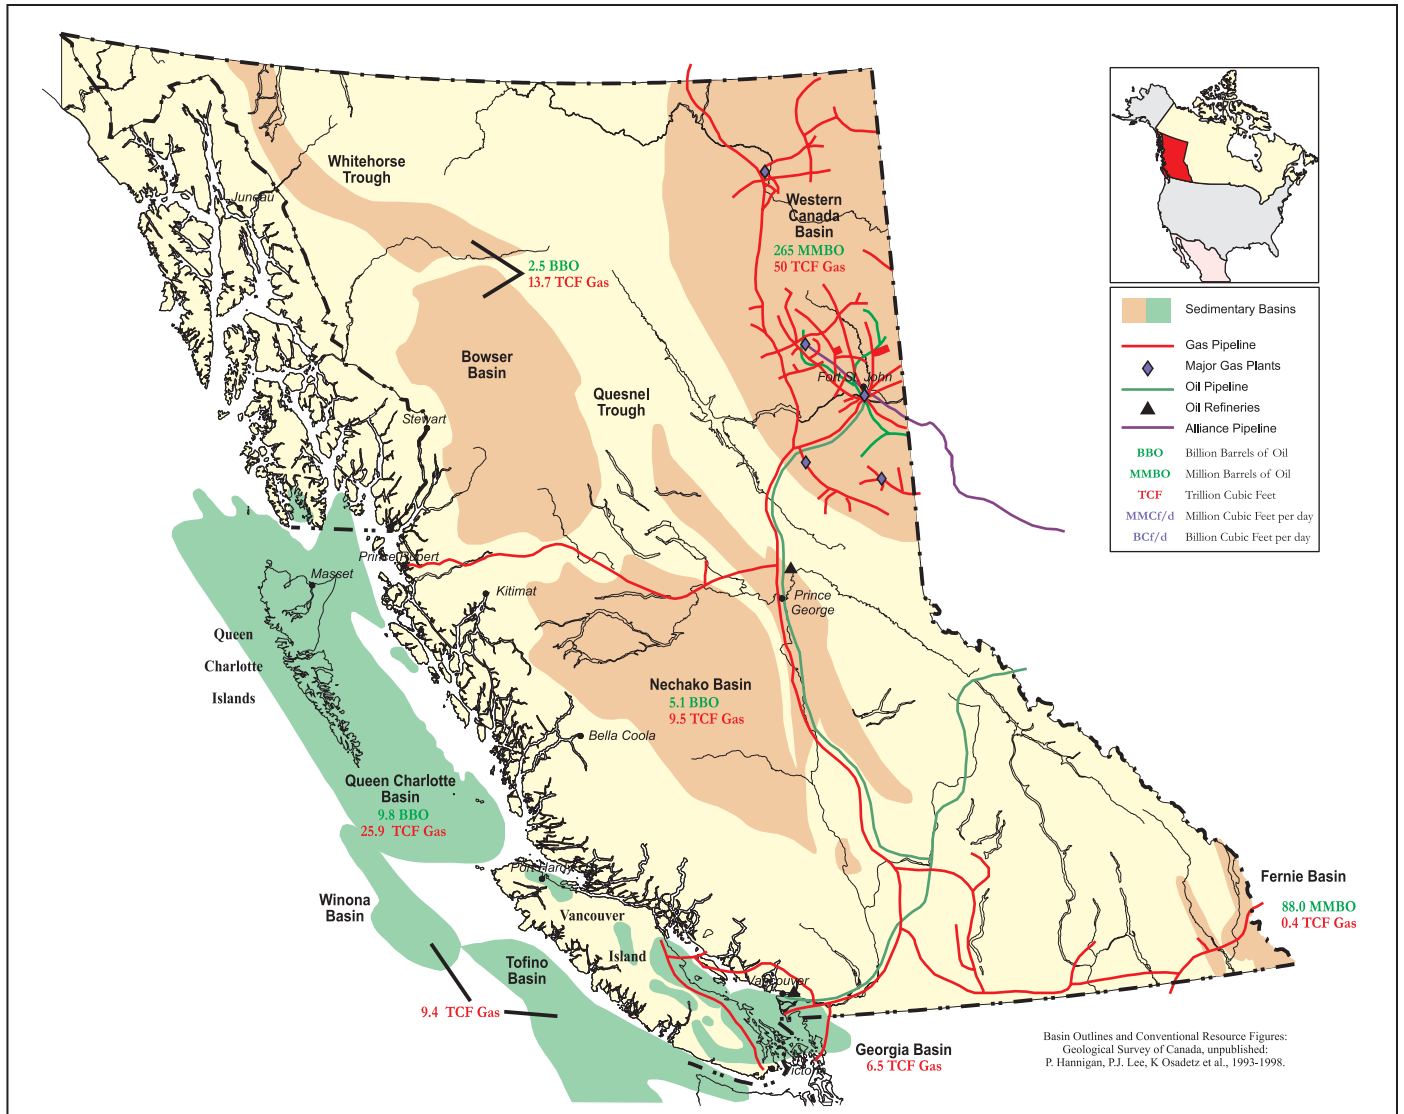 Whitehorse
Trough
Juneau
2.5 BBO
13.7 TCF Gas
Western
Canada
Basin
265 MMBO
50 TCF Gas
Bowser
Basin
Quesnel
Trough
Fort St. John
Stewart
Prince Rupert
Masset
Kitimat
Prince
George
Queen
Charlotte
Islands
Nechako Basin
5.1 BBO
9.5 TCF Gas
Bella Coola
Queen Charlotte
Basin
9.8 BBO
25.9 TCF Gas
Port Hardy
Winona
Basin
Vancouver
Island
Tofino
Basin
9.4 TCF Gas
Vancouver
Victoria
Georgia Basin
6.5 TCF Gas
Fernie Basin
88.0 MMBO
0.4 TCF Gas
Sedimentary Basins
Gas Pipeline
Major Gas Plants
Oil Pipeline
Oil Refineries
Alliance Pipeline
BBO Billion Barrels of Oil
MMBO Million Barrels of Oil
TCF Trillion Cubic Feet
MMCf/d Million Cubic Feet per day
BCf/d Billion Cubic Feet per day
Basin Outlines and Conventional Resource Figures:
Geological Survey of Canada, unpublished:
P. Hannigan, P.J. Lee, K Osadetz et al., 1993-1998.